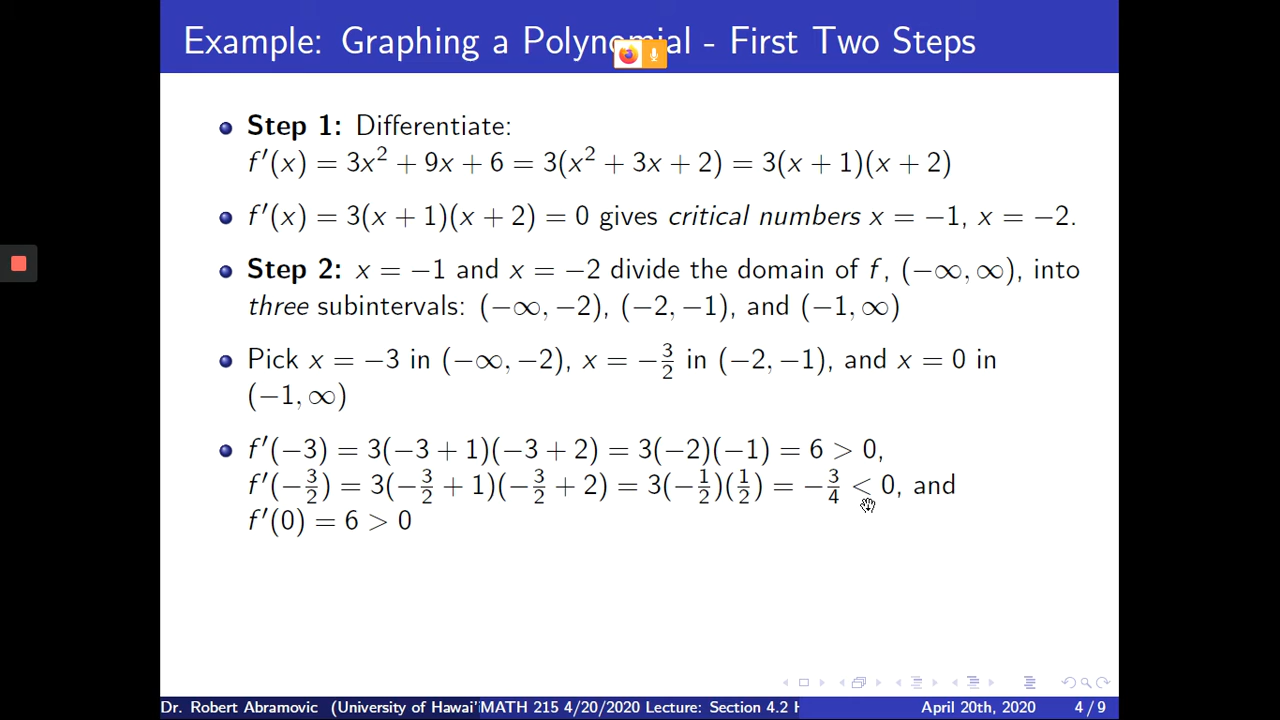 Example: Graphing a Polynomial - First Two Steps
Step 1: Differentiate:
f′(x) = 3x² + 9x + 6 = 3(x² + 3x + 2) = 3(x + 1)(x + 2)
f′(x) = 3(x + 1)(x + 2) = 0 gives critical numbers x = −1, x = −2.
Step 2: x = −1 and x = −2 divide the domain of f, (−∞, ∞), into
three subintervals: (−∞, −2), (−2, −1), and (−1, ∞)
Pick x = −3 in (−∞, −2), x = −3/2 in (−2, −1), and x = 0 in
(−1, ∞)
f′(−3) = 3(−3 + 1)(−3 + 2) = 3(−2)(−1) = 6 > 0,
f′(−3/2) = 3(−3/2 + 1)(−3/2 + 2) = 3(−1/2)(1/2) = −3/4 < 0, and
f′(0) = 6 > 0
Dr. Robert Abramovic (University of Hawai'i MATH 215 4/20/2020 Lecture: Section 4.2 H April 20th, 2020 4 / 9